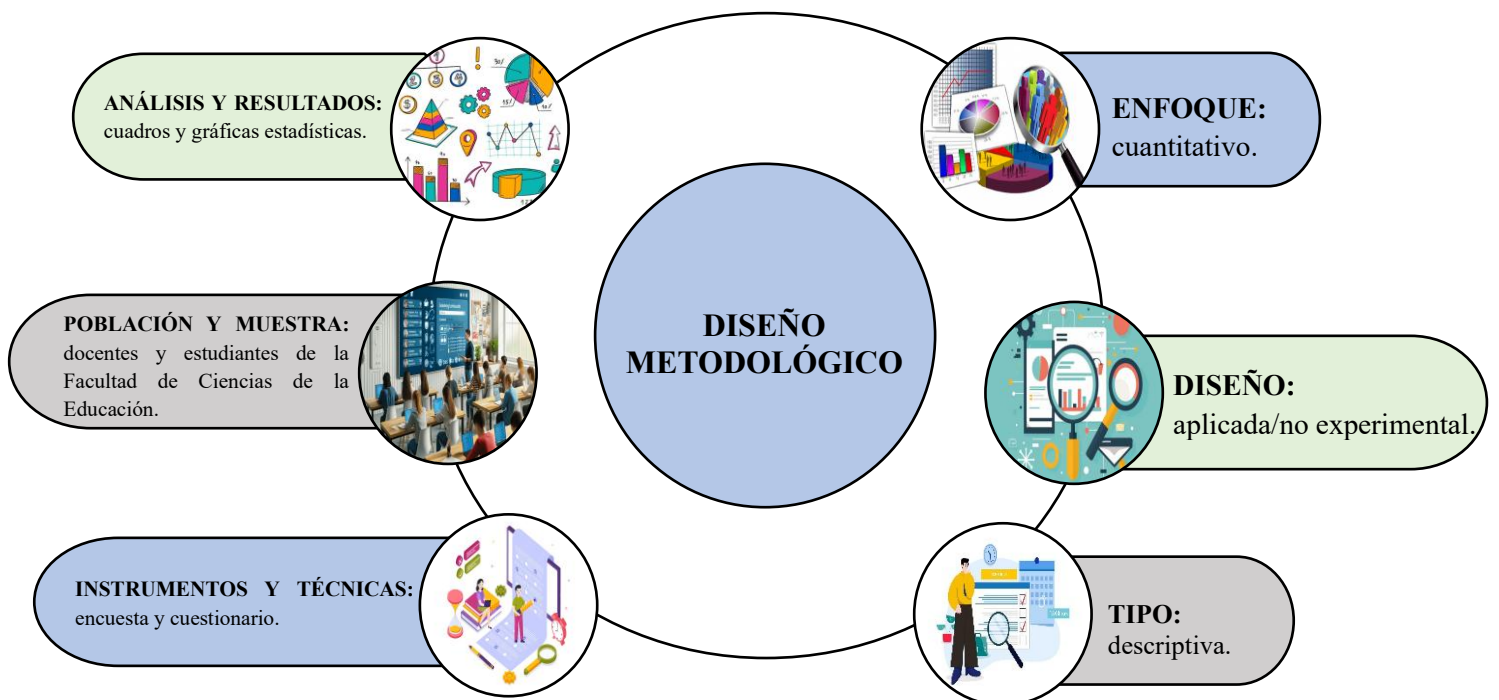 ANÁLISIS Y RESULTADOS:
cuadros y gráficas estadísticas.
ENFOQUE:
cuantitativo.
POBLACIÓN Y MUESTRA:
docentes y estudiantes de la
Facultad de Ciencias de la
Educación.
DISEÑO
METODOLÓGICO
DISEÑO:
aplicada/no experimental.
INSTRUMENTOS Y TÉCNICAS:
encuesta y cuestionario.
TIPO:
descriptiva.